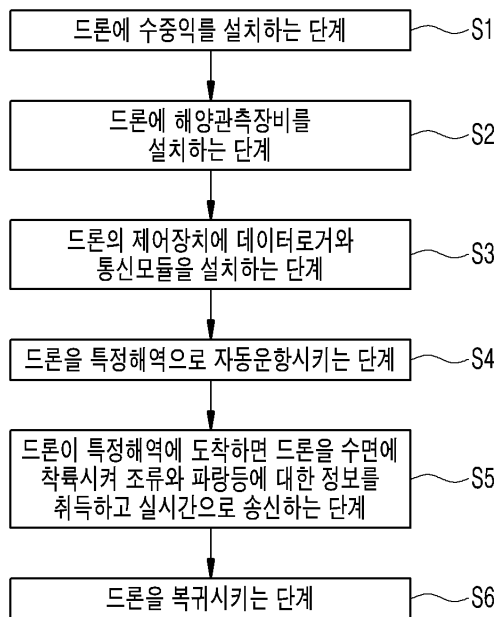 드론에 수중익를 설치하는 단계
S1
드론에 해양관측장비를
설치하는 단계
S2
드론의 제어장치에 데이터로거와
통신모듈을 설치하는 단계
S3
드론을 특정해역으로 자동운항시키는 단계
S4
드론이 특정해역에 도착하면 드론을 수면에
착륙시켜 조류와 파랑등에 대한 정보를
취득하고 실시간으로 송신하는 단계
S5
드론을 복귀시키는 단계
S6